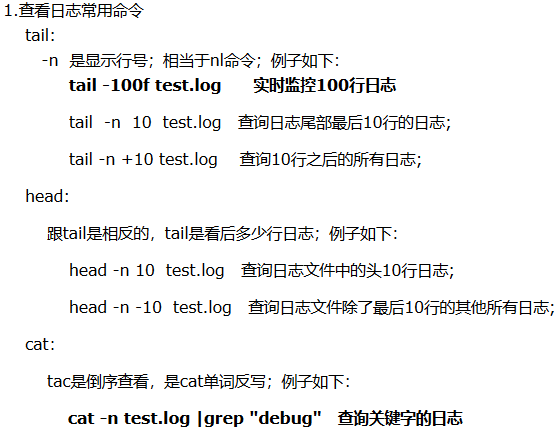 1.查看日志常用命令
tail：
-n 是显示行号；相当于nl命令；例子如下：
tail -100f test.log 实时监控100行日志
tail -n 10 test.log 查询日志尾部最后10行的日志；
tail -n +10 test.log 查询10行之后的所有日志；
head：
跟tail是相反的，tail是看后多少行日志；例子如下：
head -n 10 test.log 查询日志文件中的头10行日志；
head -n -10 test.log 查询日志文件除了最后10行的其他所有日志；
cat：
tac是倒序查看，是cat单词反写；例子如下：
cat -n test.log |grep "debug" 查询关键字的日志